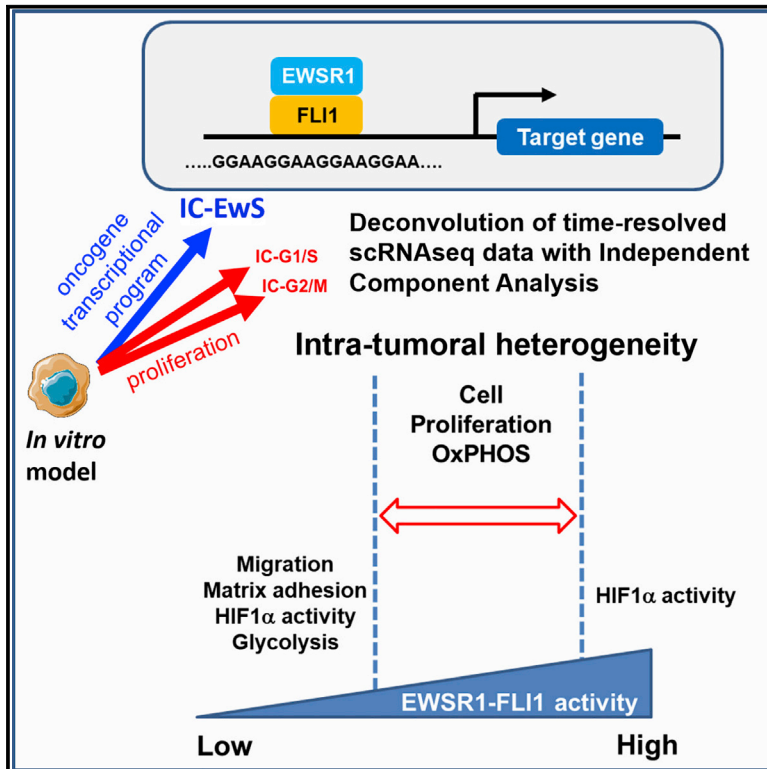 EWSR1
FLI1
Target gene
.....GGAAGGAAGGAAGGAA....
IC-EwS
oncogene
transcriptional
program
IC-G1/S
IC-G2/M
proliferation
In vitro
model
Deconvolution of time-resolved
scRNAseq data with Independent
Component Analysis
Intra-tumoral heterogeneity
Cell
Proliferation
OxPHOS
Migration
Matrix adhesion
HIF1α activity
Glycolysis
HIF1α activity
EWSR1-FLI1 activity
Low
High